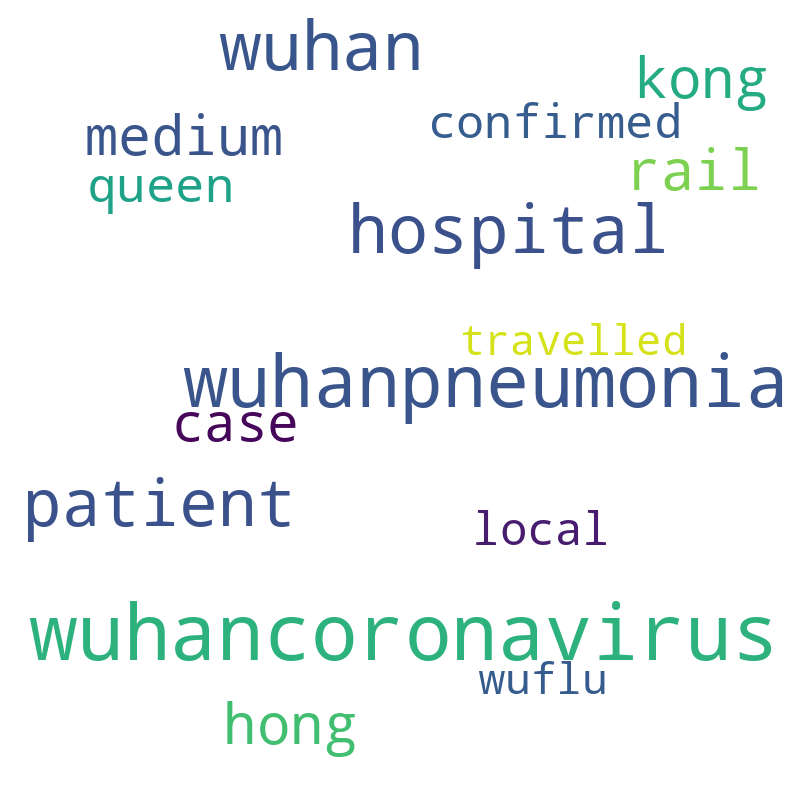 wuhan
kong
confirmed
medium
rail
queen
hospital
travelled
wuhanpneumonia
case
patient
local
wuhancoronavirus
wuflu
hong